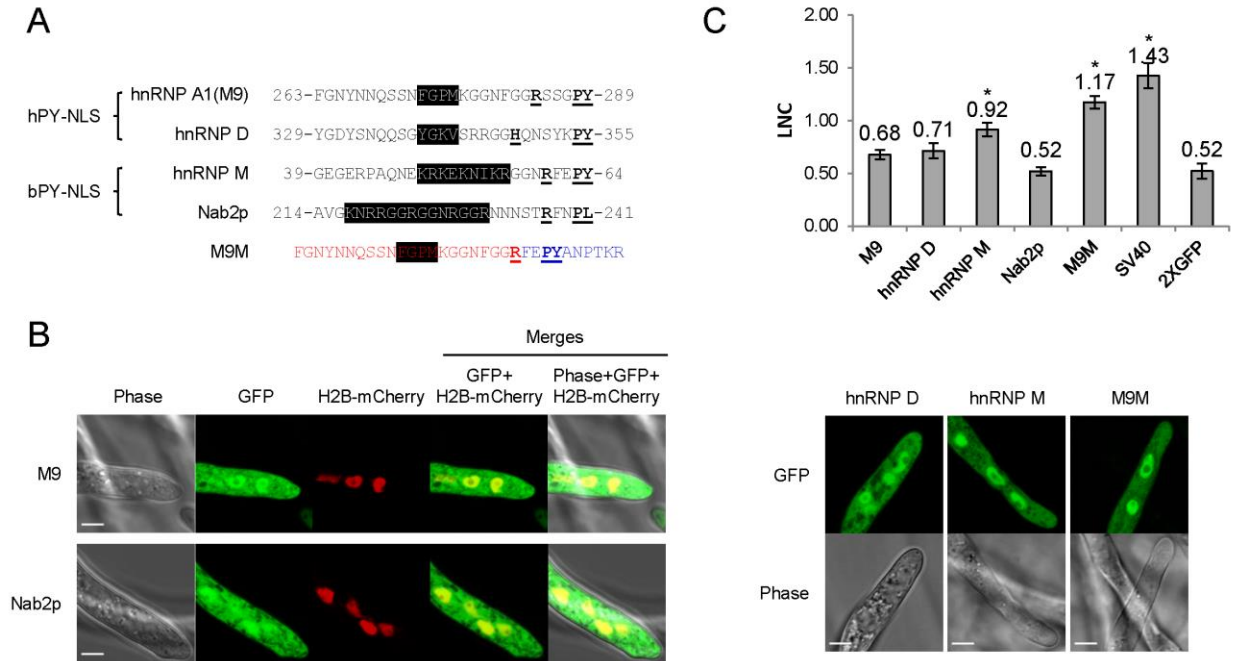 A
hPY-NLS
hnRNP A1(M9) 263-FGNYNNQSSNFGPMKGGNFGGRSSGPY-289
hnRNP D 329-YGDYSNQQSGYGKVSRRGGHQNSYKPY-355
bPY-NLS
hnRNP M 39-GEGERPAQNEKRKEKNIKRGGNRFEPY-64
Nab2p 214-AVGKNRRGGRGGNRGGRNNNSTRFNPL-241
M9M FGNYNNQSSNFGPMKGGNFGGRFEPYANPTKR
B
Merges
Phase GFP H2B-mCherry GFP+ H2B-mCherry Phase+GFP+ H2B-mCherry
M9
Nab2p
C
LNC
2.00
1.50
1.00
0.50
0.00
0.68 0.71 0.92 0.52 1.17 1.43 0.52
* * *
M9 hnRNP D hnRNP M Nab2p M9M SV40 2XGFP
hnRNP D hnRNP M M9M
GFP
Phase